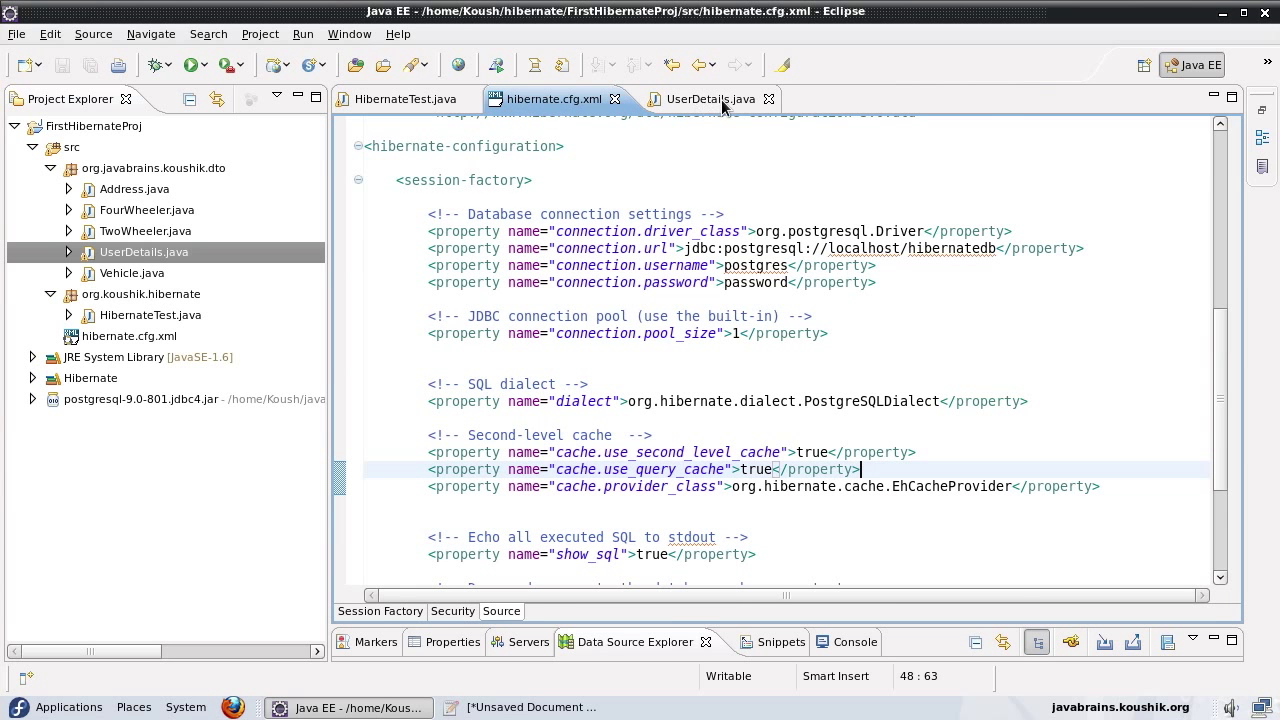 Java EE - /home/Koush/hibernate/FirstHibernateProj/src/hibernate.cfg.xml - Eclipse
File Edit Source Navigate Search Project Run Window Help
Java EE
Project Explorer
HibernateTest.java
hibernate.cfg.xml
UserDetails.java
FirstHibernateProj
src
org.javabrains.koushik.dto
Address.java
FourWheeler.java
TwoWheeler.java
UserDetails.java
Vehicle.java
org.koushik.hibernate
HibernateTest.java
hibernate.cfg.xml
JRE System Library [JavaSE-1.6]
Hibernate
postgresql-9.0-801.jdbc4.jar - /home/Koush/java
<hibernate-configuration>
<session-factory>
<!-- Database connection settings -->
<property name="connection.driver_class">org.postgresql.Driver</property>
<property name="connection.url">jdbc:postgresql://localhost/hibernatedb</property>
<property name="connection.username">postgres</property>
<property name="connection.password">password</property>
<!-- JDBC connection pool (use the built-in) -->
<property name="connection.pool_size">1</property>
<!-- SQL dialect -->
<property name="dialect">org.hibernate.dialect.PostgreSQLDialect</property>
<!-- Second-level cache  -->
<property name="cache.use_second_level_cache">true</property>
<property name="cache.use_query_cache">true</property>
<property name="cache.provider_class">org.hibernate.cache.EhCacheProvider</property>
<!-- Echo all executed SQL to stdout -->
<property name="show_sql">true</property>
Session Factory Security Source
Markers Properties Servers Data Source Explorer Snippets Console
Writable Smart Insert 48 : 63
Applications Places System Java EE - /home/Kous... [*Unsaved Document ... javabrains.koushik.org